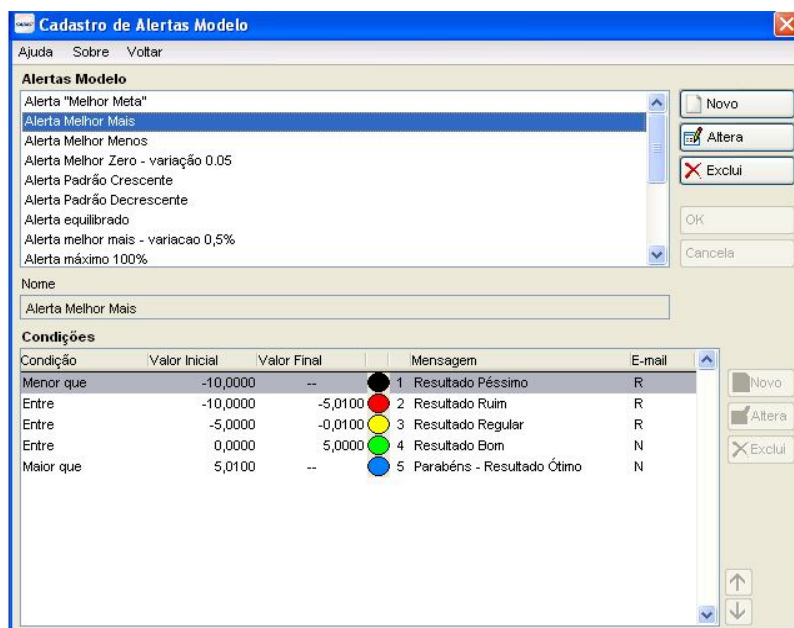 Cadastro de Alertas Modelo
Ajuda Sobre Voltar
Alertas Modelo
Alerta "Melhor Meta"
Alerta Melhor Mais
Alerta Melhor Menos
Alerta Melhor Zero - variação 0.05
Alerta Padrão Crescente
Alerta Padrão Decrescente
Alerta equilibrado
Alerta melhor mais - variacao 0,5%
Alerta máximo 100%
Novo
Altera
Exclui
OK
Cancela
Nome
Alerta Melhor Mais
Condições
Condição Valor Inicial Valor Final Mensagem E-mail
Menor que -10,0000 -- 1 Resultado Péssimo R
Entre -10,0000 -5,0100 2 Resultado Ruim R
Entre -5,0000 -0,0100 3 Resultado Regular R
Entre 0,0000 5,0000 4 Resultado Bom N
Maior que 5,0100 -- 5 Parabéns - Resultado Ótimo N
Novo
Altera
Exclui